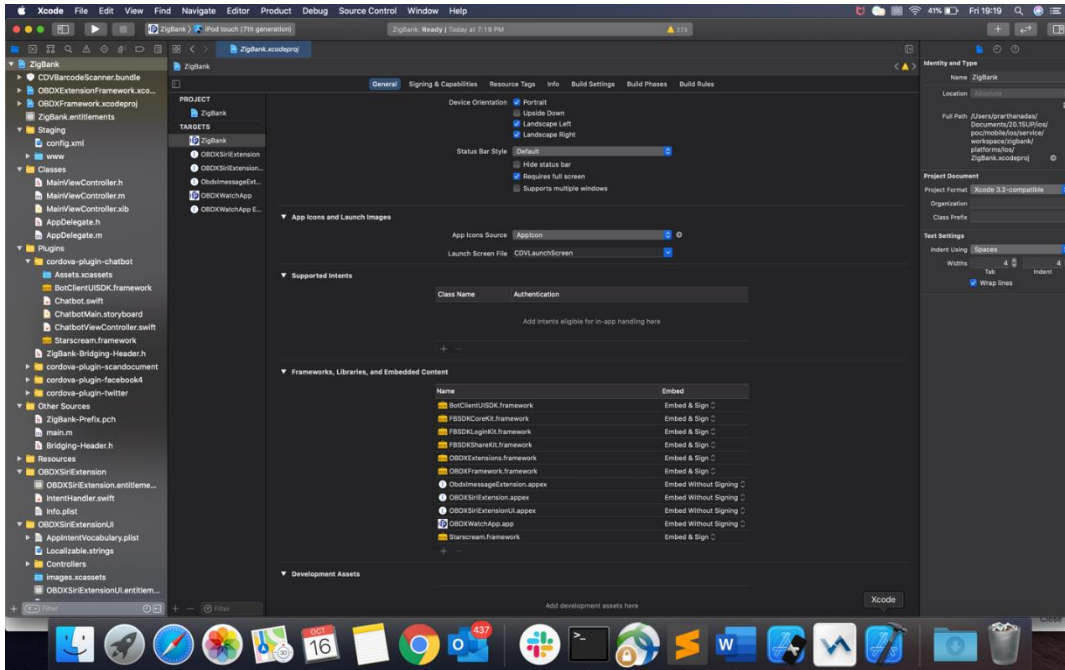 Xcode File Edit View Find Navigate Editor Product Debug Source Control Window Help
41% Fri 19:19
ZigBank iPod touch (7th generation)
ZigBank: Ready | Today at 7:19 PM
ZigBank.xcodeproj
ZigBank
General Signing & Capabilities Resource Tags Info Build Settings Build Phases Build Rules
ZigBank
CDVBarcodeScanner.bundle
OBDXExtensionFramework.xco...
OBDXFramework.xcodeproj
ZigBank.entitlements
Staging
config.xml
www
Classes
MainViewController.h
MainViewController.m
MainViewController.xib
AppDelegate.h
AppDelegate.m
Plugins
cordova-plugin-chatbot
Assets.xcassets
BotClientUISDK.framework
Chatbot.swift
ChatbotMain.storyboard
ChatbotViewController.swift
Starscream.framework
ZigBank-Bridging-Header.h
cordova-plugin-scandocument
cordova-plugin-facebook4
cordova-plugin-twitter
Other Sources
ZigBank-Prefix.pch
main.m
Bridging-Header.h
Resources
OBDXSiriExtension
OBDXSiriExtension.entitleme...
IntentHandler.swift
Info.plist
OBDXSiriExtensionUI
AppIntentVocabulary.plist
Localizable.strings
Controllers
images.xcassets
OBDXSiriExtensionUI.entitlem...
Filter
PROJECT
ZigBank
TARGETS
ZigBank
OBDXSiriExtension
OBDXSiriExtension...
ObdxImessageExt...
OBDXWatchApp
OBDXWatchApp E...
Filter
Device Orientation Portrait
Upside Down
Landscape Left
Landscape Right
Status Bar Style Default
Hide status bar
Requires full screen
Supports multiple windows
App Icons and Launch Images
App Icons Source AppIcon
Launch Screen File CDVLaunchScreen
Supported Intents
Class Name Authentication
Add intents eligible for in-app handling here
Frameworks, Libraries, and Embedded Content
Name Embed
BotClientUISDK.framework Embed & Sign
FBSDKCoreKit.framework Embed & Sign
FBSDKLoginKit.framework Embed & Sign
FBSDKShareKit.framework Embed & Sign
OBDXExtensions.framework Embed & Sign
OBDXFramework.framework Embed & Sign
ObdxImessageExtension.appex Embed Without Signing
OBDXSiriExtension.appex Embed Without Signing
OBDXSiriExtensionUI.appex Embed Without Signing
OBDXWatchApp.app Embed Without Signing
Starscream.framework Embed & Sign
Development Assets
Add development assets here
Identity and Type
Name ZigBank
Location Absolute
Full Path /Users/prarthanadas/
Documents/20.1SUP/ios/
poc/mobile/ios/service/
workspace/zigbank/
platforms/ios/
ZigBank.xcodeproj
Project Document
Project Format Xcode 3.2-compatible
Organization
Class Prefix
Text Settings
Indent Using Spaces
Widths 4 4
Tab Indent
Wrap lines
Xcode
Close
OCT
16
437